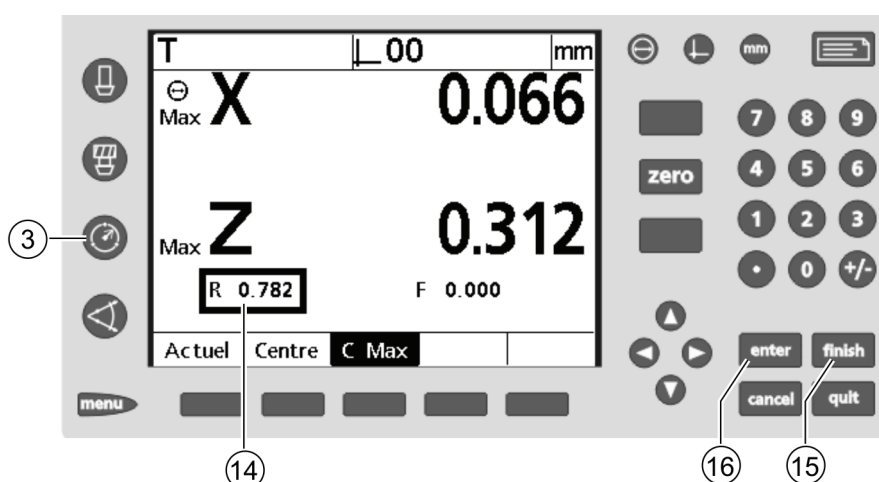 T 00 mm
Max X 0.066
Max Z 0.312
R 0.782 F 0.000
Actuel Centre C Max
menu
zero
7 8 9
4 5 6
1 2 3
. 0 +/-
mm
enter finish
cancel quit
3
14
16 15